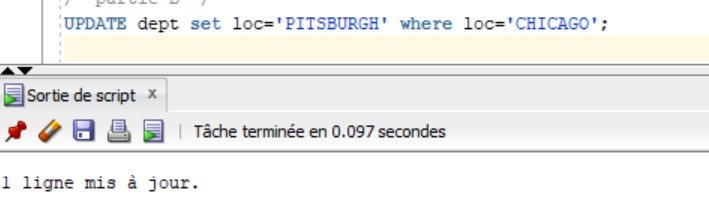 /* partie B */
UPDATE dept set loc='PITSBURGH' where loc='CHICAGO';
Sortie de script x
Tâche terminée en 0.097 secondes
1 ligne mis à jour.